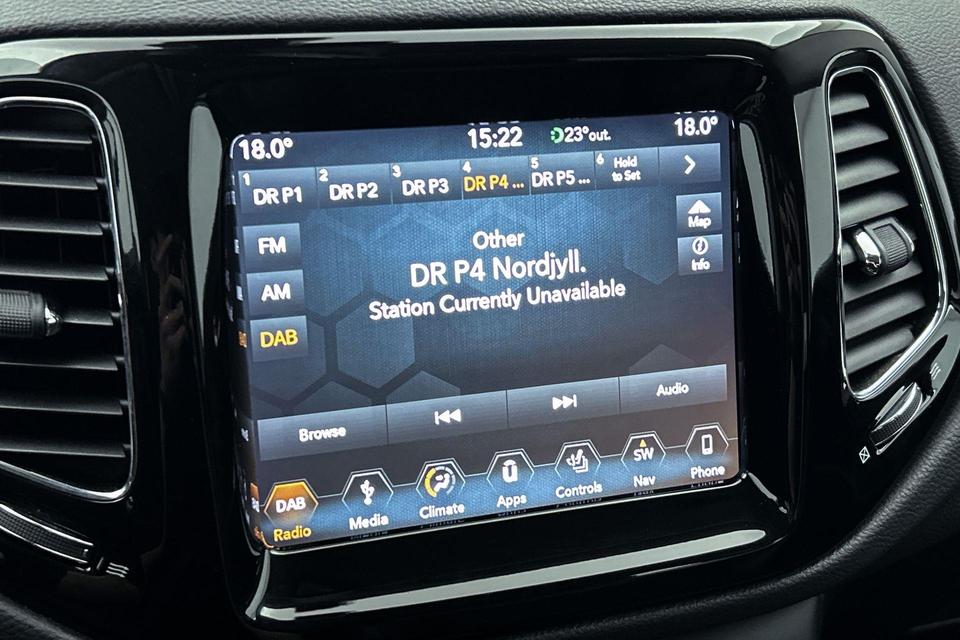 18.0° 15:22 23°out. 18.0°
1 DR P1 2 DR P2 3 DR P3 4 DR P4 ... 5 DR P5 ... 6 Hold to Set
Map
FM
Other
Info
DR P4 Nordjyll.
AM
Station Currently Unavailable
DAB
Browse Audio
DAB SW
Radio Media Climate Apps Controls Nav Phone